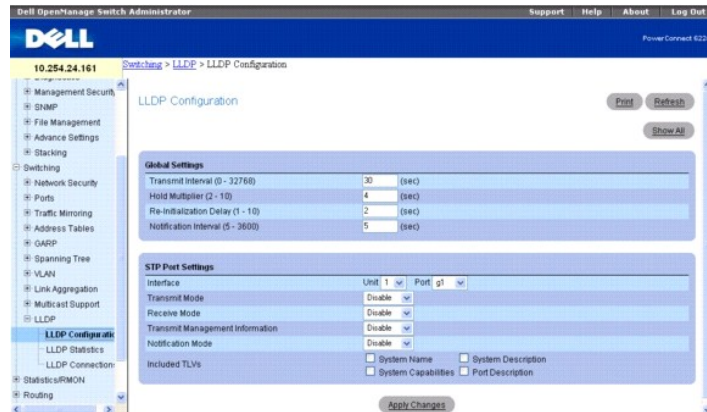 Dell OpenManage Switch Administrator
Support Help About Log Out
DELL
PowerConnect 622
10.254.24.161
Switching > LLDP > LLDP Configuration
Management Security
SNMP
File Management
Advance Settings
Stacking
Switching
Network Security
Ports
Traffic Mirroring
Address Tables
GARP
Spanning Tree
VLAN
Link Aggregation
Multicast Support
LLDP
LLDP Configuratic
LLDP Statistics
LLDP Connection
Statistics/RMON
Routing
LLDP Configuration
Print Refresh
Show All
Global Settings
Transmit Interval (0 - 32768) 30 (sec)
Hold Multiplier (2 - 10) 4 (sec)
Re-Initialization Delay (1 - 10) 2 (sec)
Notification Interval (5 - 3600) 5 (sec)
STP Port Settings
Interface Unit 1 Port g1
Transmit Mode Disable
Receive Mode Disable
Transmit Management Information Disable
Notification Mode Disable
Included TLVs System Name System Description
System Capabilities Port Description
Apply Changes